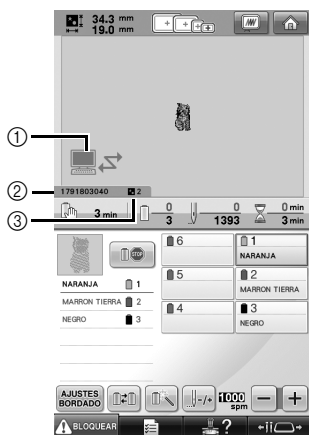 34.3 mm
19.0 mm
1
2
1791803040 2
3
3 min
0
3
0
1393
0 min
3 min
STOP
NARANJA 1
MARRON TIERRA 2
NEGRO 3
6
1
NARANJA
5
2
MARRON TIERRA
4
3
NEGRO
AJUSTES
BORDADO
-/+
1000
spm
- +
BLOQUEAR
?